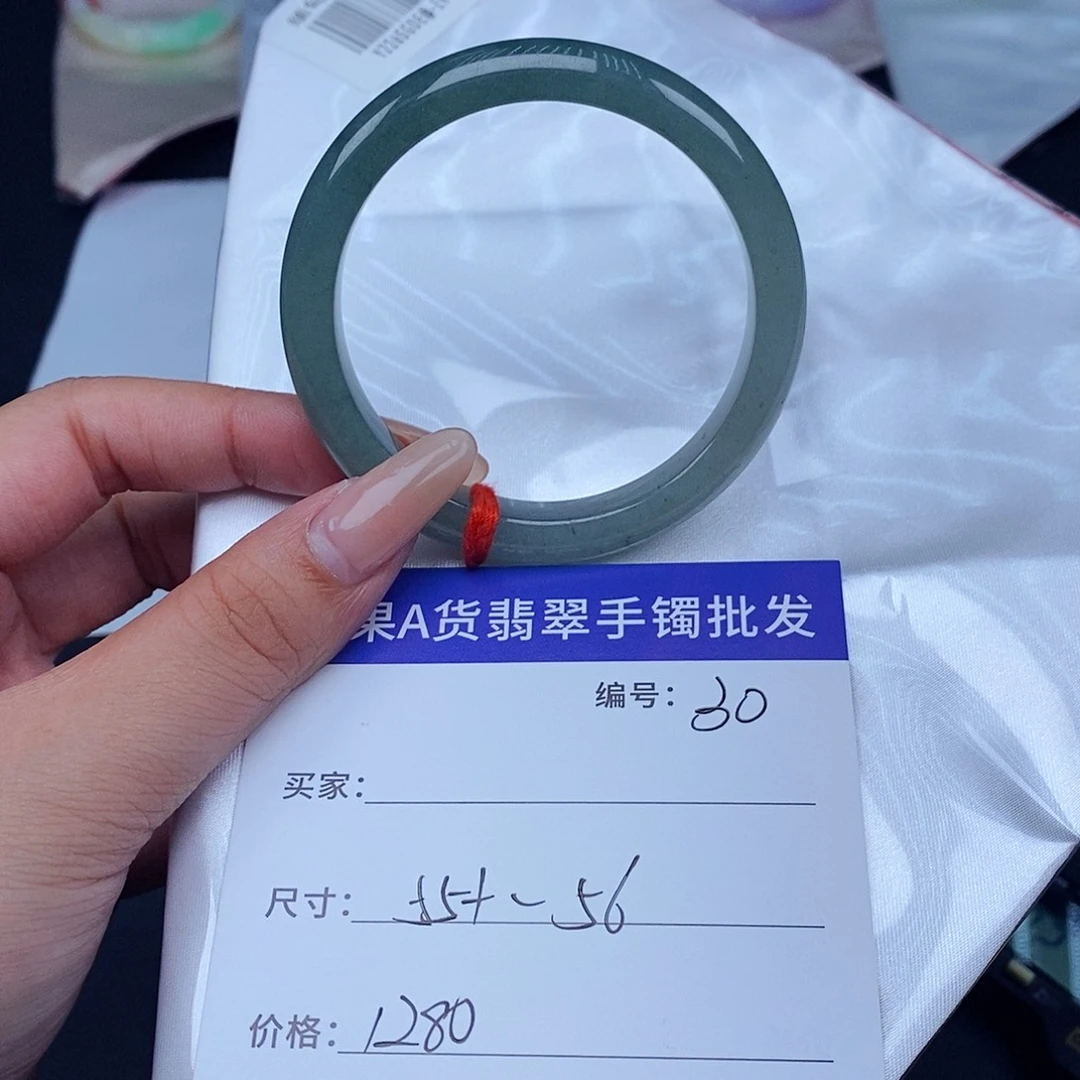 果A货翡翠手镯批发
编号: 30
买家:
尺寸: 55+~56
价格: 1280